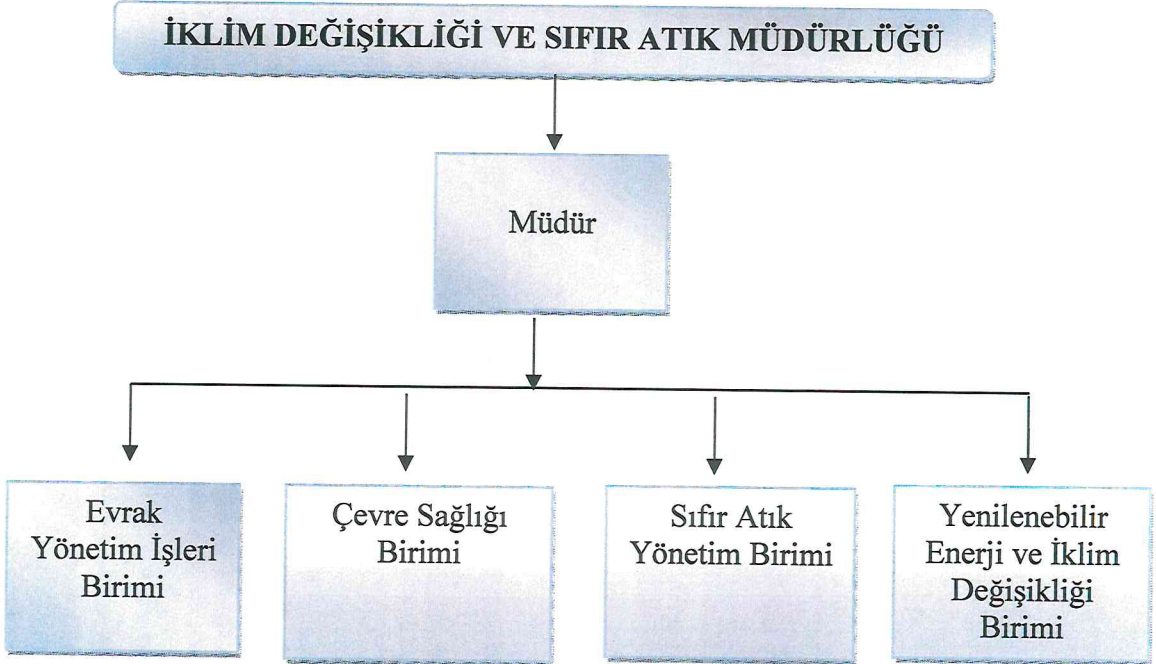 İKLİM DEĞİŞİKLİĞİ VE SIFIR ATIK MÜDÜRLÜĞÜ
Müdür
Evrak
Yönetim İşleri
Birimi
Çevre Sağlığı
Birimi
Sıfır Atık
Yönetim Birimi
Yenilenebilir
Enerji ve İklim
Değişikliği
Birimi